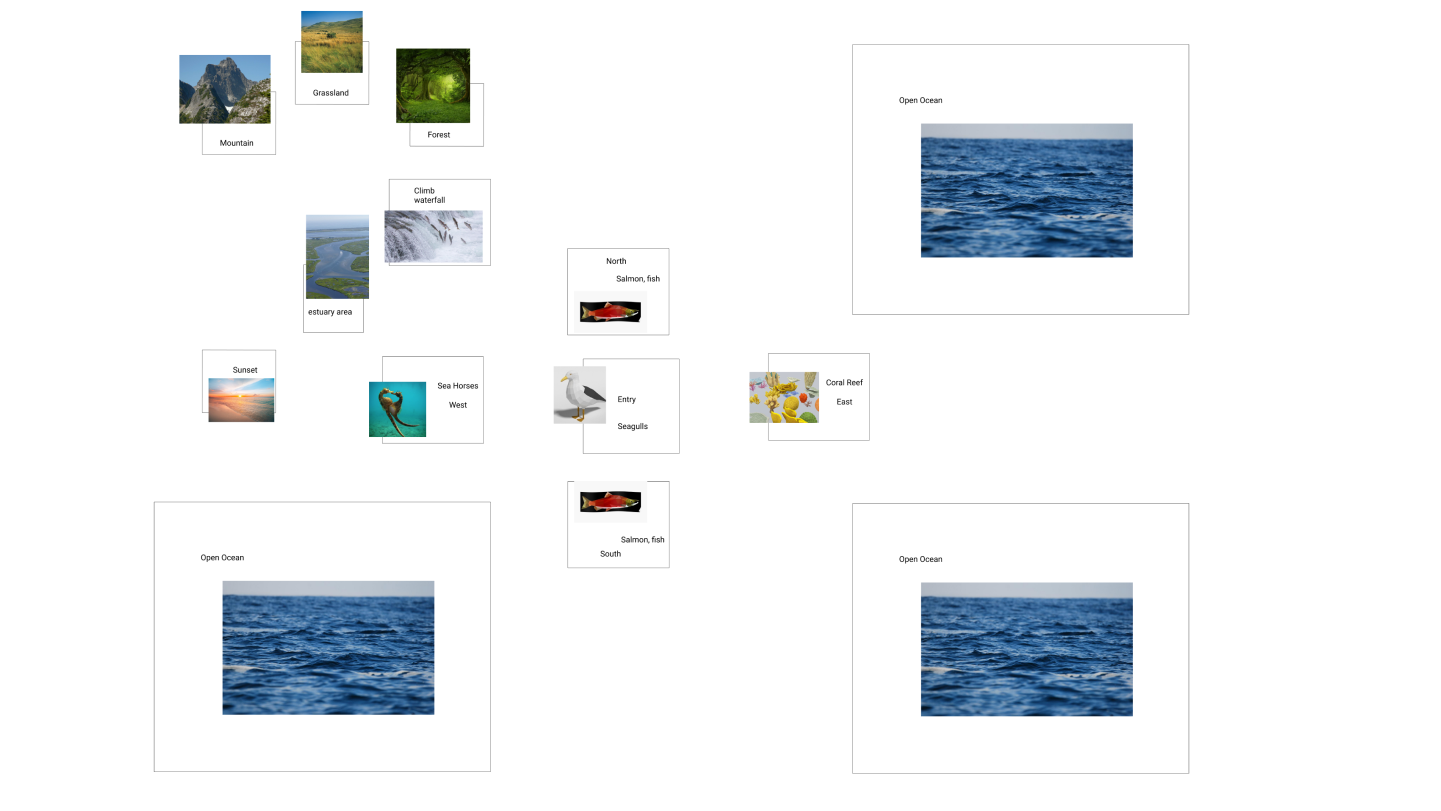 Grassland
Open Ocean
Forest
Mountain
Climb
waterfall
North
Salmon, fish
estuary area
Sunset
Sea Horses
West
Entry
Seagulls
Coral Reef
East
Salmon, fish
South
Open Ocean
Open Ocean